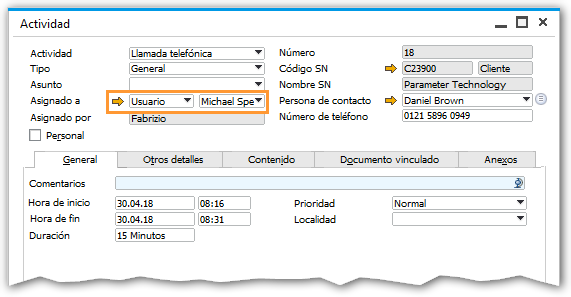 Actividad
Actividad Llamada telefónica Número 18
Tipo General Código SN C23900 Cliente
Asunto Nombre SN Parameter Technology
Asignado a Usuario Michael Spe Persona de contacto Daniel Brown
Asignado por Fabrizio Número de teléfono 0121 5896 0949
Personal
General Otros detalles Contenido Documento vinculado Anexos
Comentarios
Hora de inicio 30.04.18 08:16 Prioridad Normal
Hora de fin 30.04.18 08:31 Localidad
Duración 15 Minutos